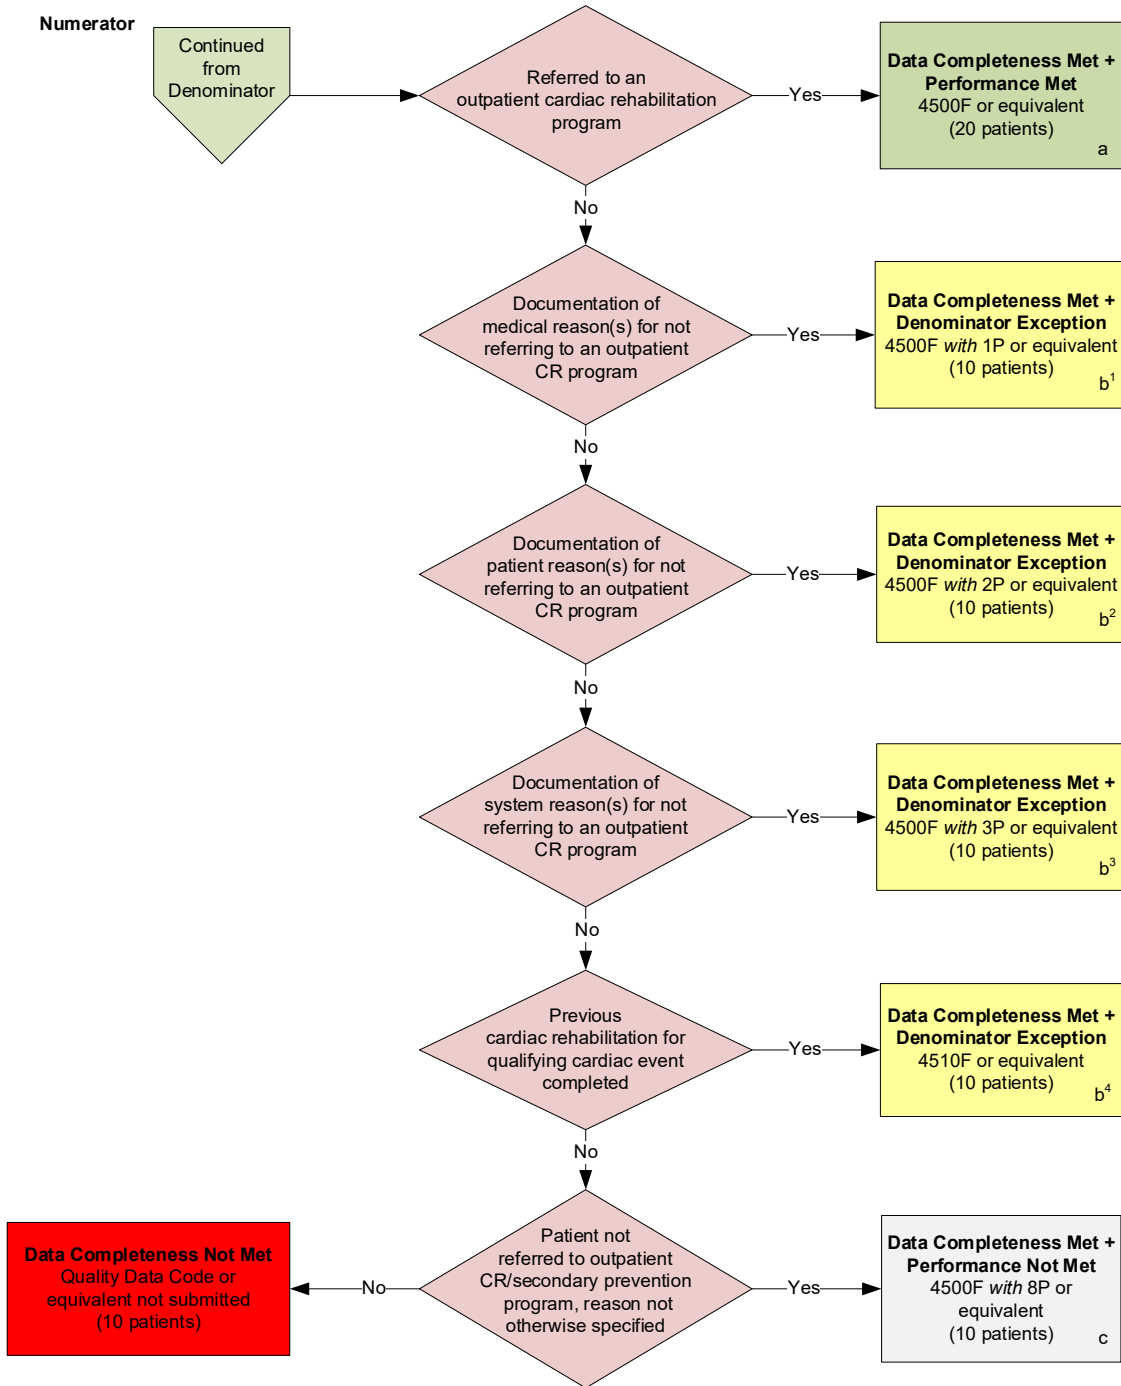 Numerator
Continued
from
Denominator
Referred to an
outpatient cardiac rehabilitation
program
Yes
Data Completeness Met +
Performance Met
4500F or equivalent
(20 patients)
a
No
Documentation of
medical reason(s) for not
referring to an outpatient
CR program
Yes
Data Completeness Met +
Denominator Exception
4500F with 1P or equivalent
(10 patients)
b¹
No
Documentation of
patient reason(s) for not
referring to an outpatient
CR program
Yes
Data Completeness Met +
Denominator Exception
4500F with 2P or equivalent
(10 patients)
b²
No
Documentation of
system reason(s) for not
referring to an outpatient
CR program
Yes
Data Completeness Met +
Denominator Exception
4500F with 3P or equivalent
(10 patients)
b³
No
Previous
cardiac rehabilitation for
qualifying cardiac event
completed
Yes
Data Completeness Met +
Denominator Exception
4510F or equivalent
(10 patients)
b⁴
No
Data Completeness Not Met
Quality Data Code or
equivalent not submitted
(10 patients)
No
Patient not
referred to outpatient
CR/secondary prevention
program, reason not
otherwise specified
Yes
Data Completeness Met +
Performance Not Met
4500F with 8P or
equivalent
(10 patients)
c